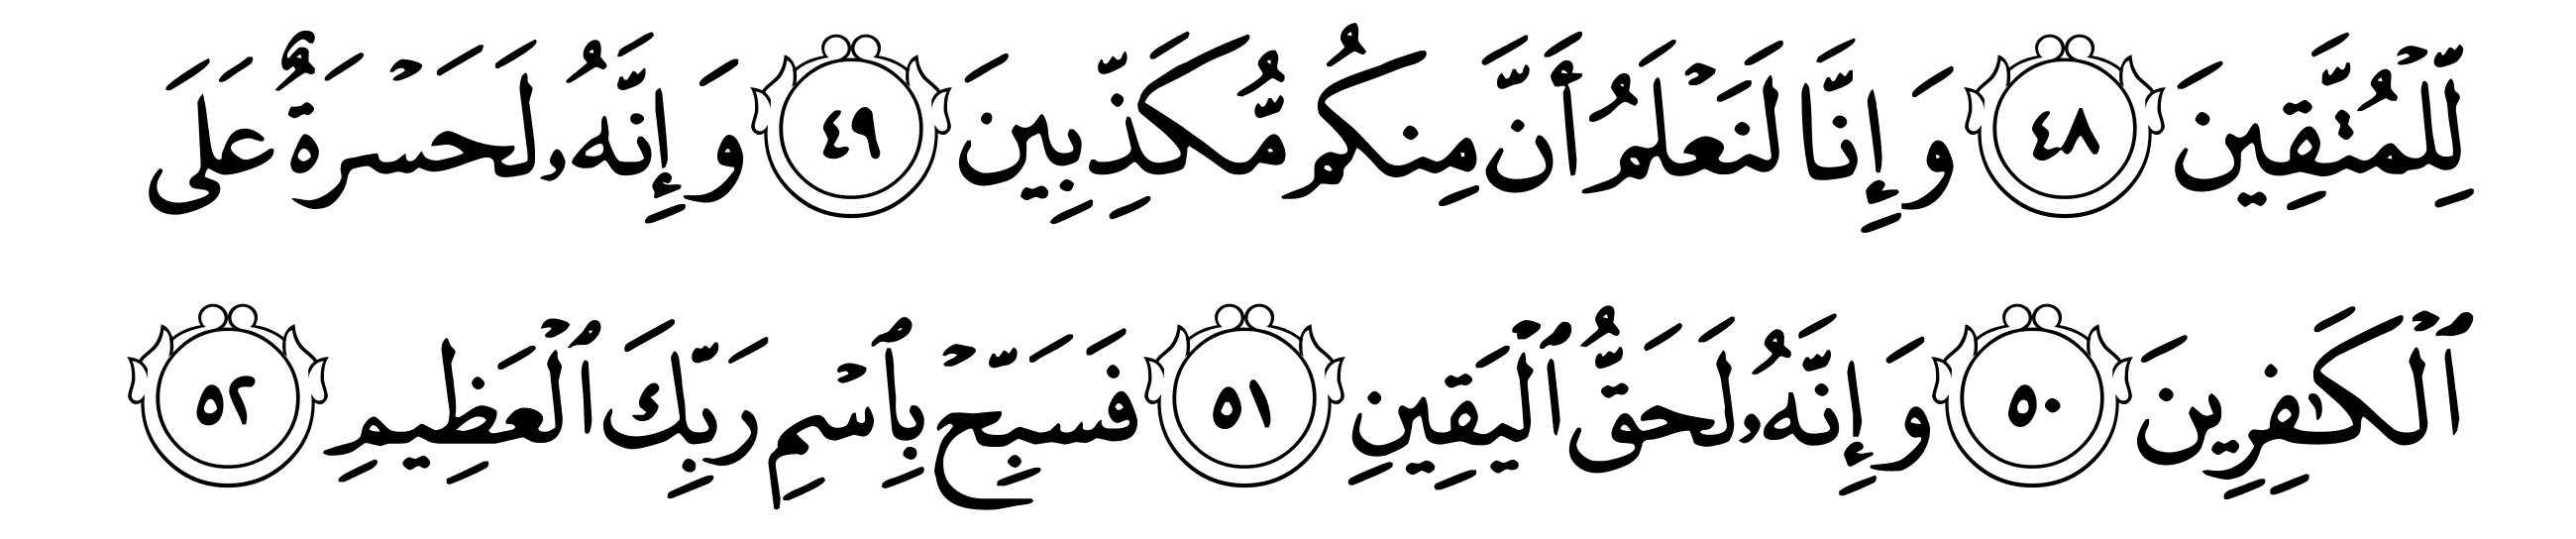 لِّلْمُتَّقِينَ ٤٨ وَإِنَّا لَنَعْلَمُ أَنَّ مِنكُم مُّكَذِّبِينَ ٤٩ وَإِنَّهُۥ لَحَسْرَةٌ عَلَى
ٱلْكَـٰفِرِينَ ٥٠ وَإِنَّهُۥ لَحَقُّ ٱلْيَقِينِ ٥١ فَسَبِّحْ بِٱسْمِ رَبِّكَ ٱلْعَظِيمِ ٥٢